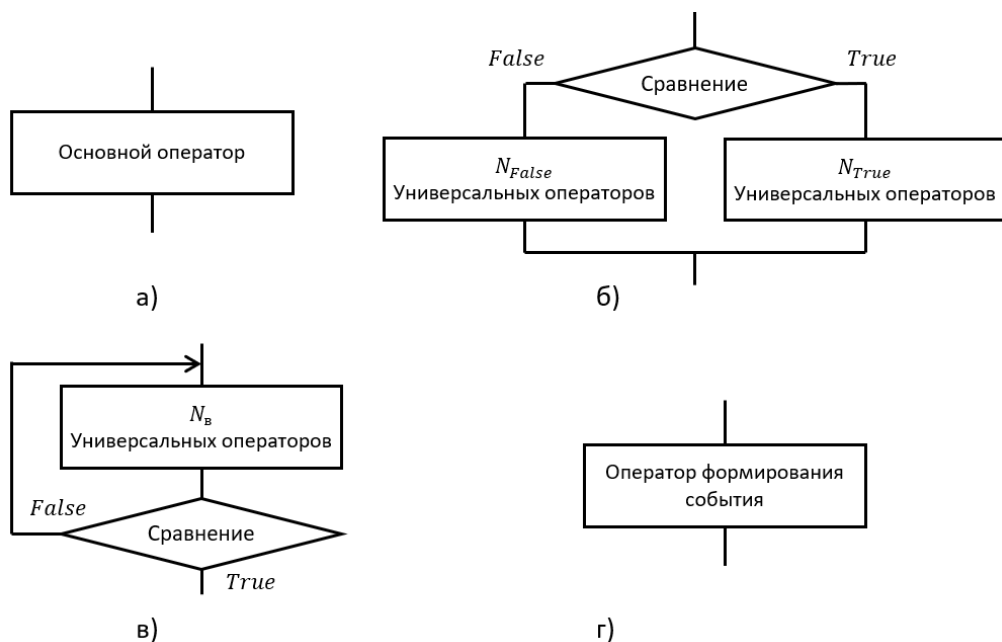 False
True
Сравнение
Основной оператор
N_False
Универсальных операторов
N_True
Универсальных операторов
а)
б)
N_в
Универсальных операторов
False
Сравнение
True
Оператор формирования
события
в)
г)